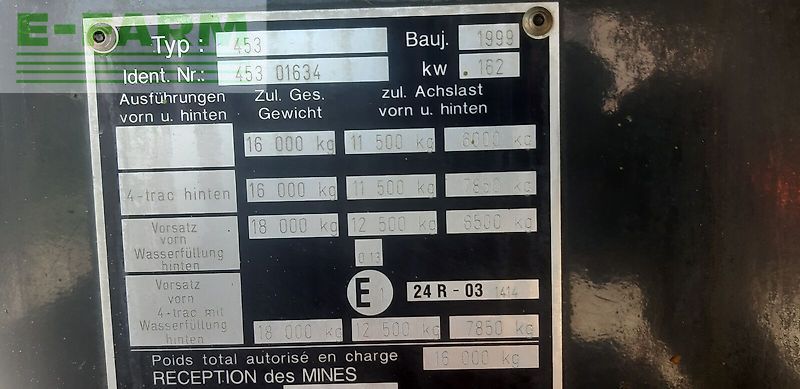 E-FARM
Typ : 453 Bauj. 1999
Ident. Nr.: 453 01634 kw 162
Ausführungen Zul. Ges. zul. Achslast
vorn u. hinten Gewicht vorn u. hinten
16 000 kg 11 500 kg 6000 kg
4-trac hinten 16 000 kg 11 500 kg 7850 kg
Vorsatz 18 000 kg 12 500 kg 6500 kg
vorn
Wasserfüllung
hinten 0 13
E 1 24 R - 03 1414
Vorsatz
vorn
4-trac mit
Wasserfüllung
hinten 18 000 kg 12 500 kg 7850 kg
Poids total autorisé en charge 16 000 kg
RECEPTION des MINES